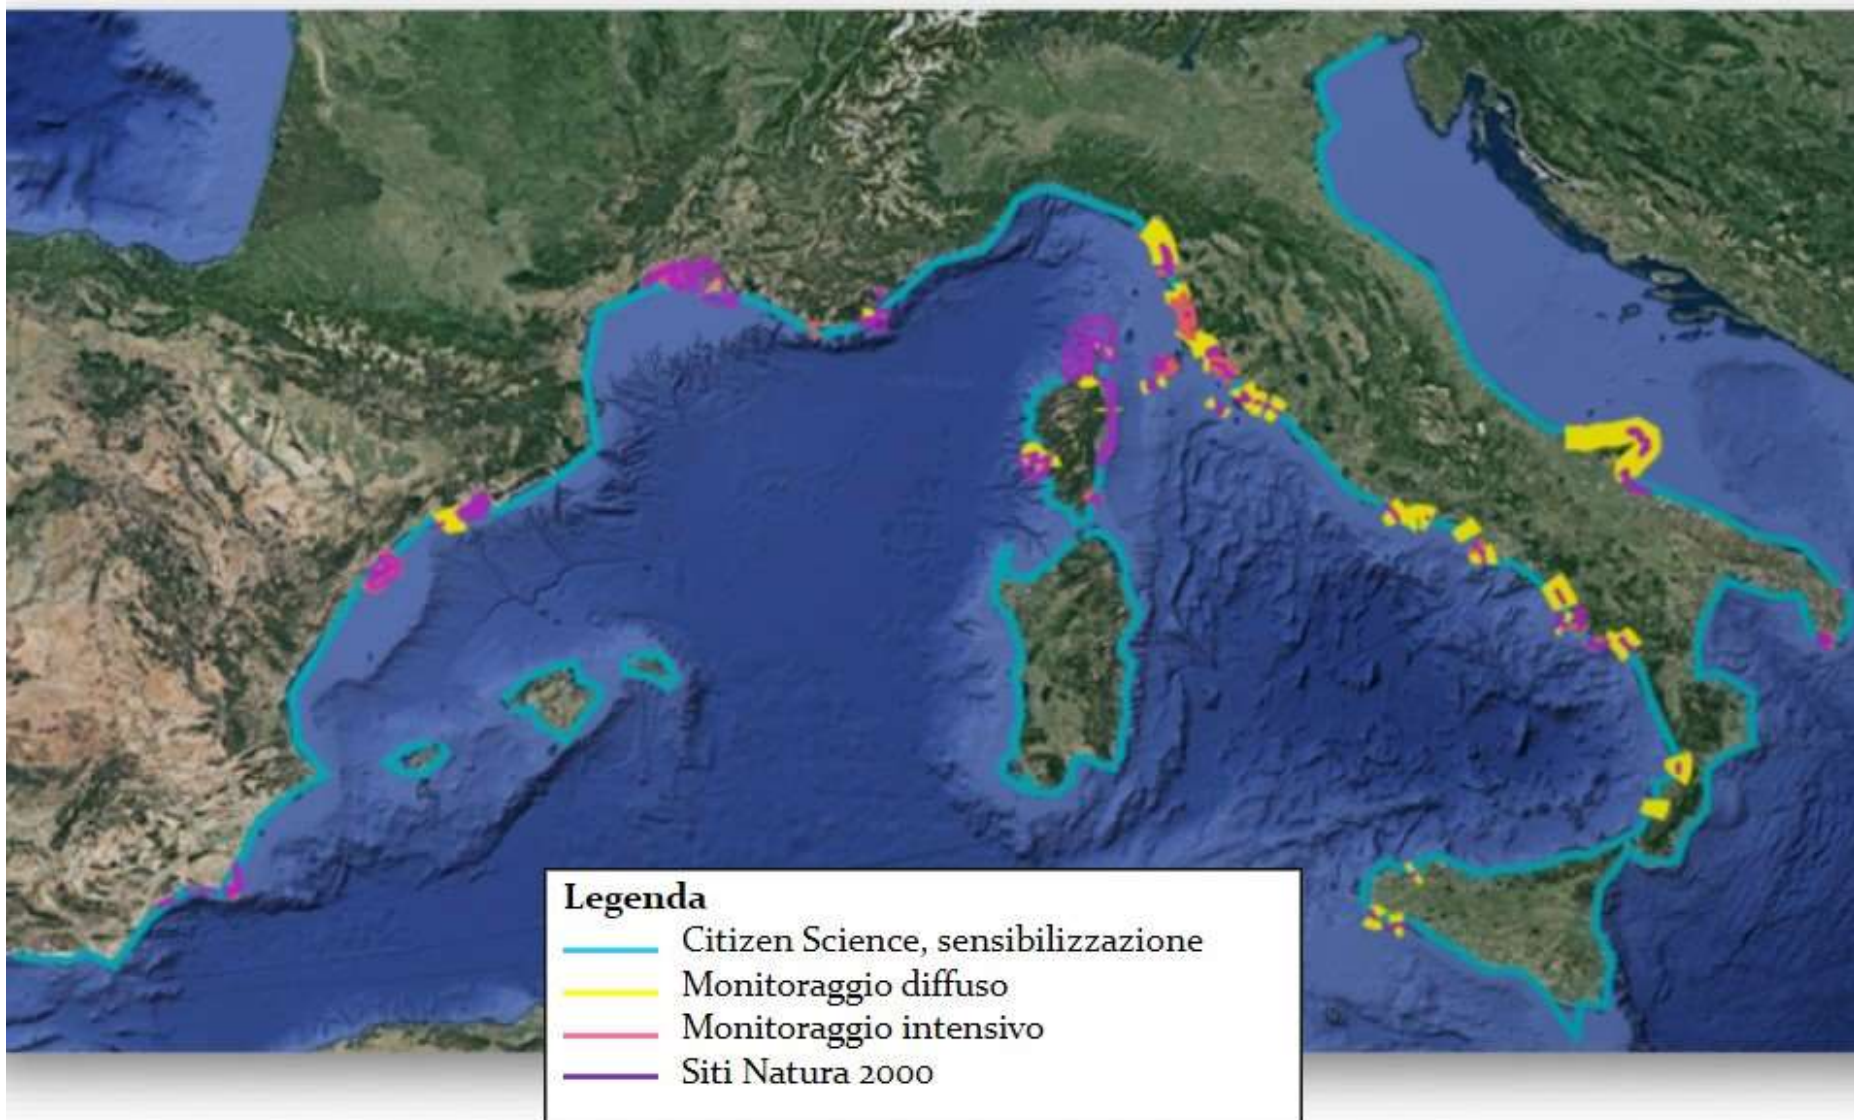 Legenda
Citizen Science, sensibilizzazione
Monitoraggio diffuso
Monitoraggio intensivo
Siti Natura 2000